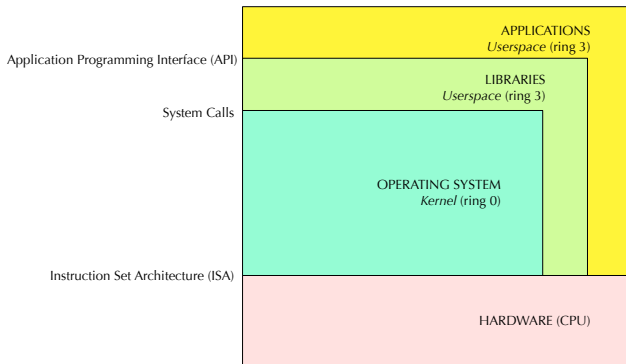 APPLICATIONS
Userspace (ring 3)
Application Programming Interface (API)
LIBRARIES
Userspace (ring 3)
System Calls
OPERATING SYSTEM
Kernel (ring 0)
Instruction Set Architecture (ISA)
HARDWARE (CPU)